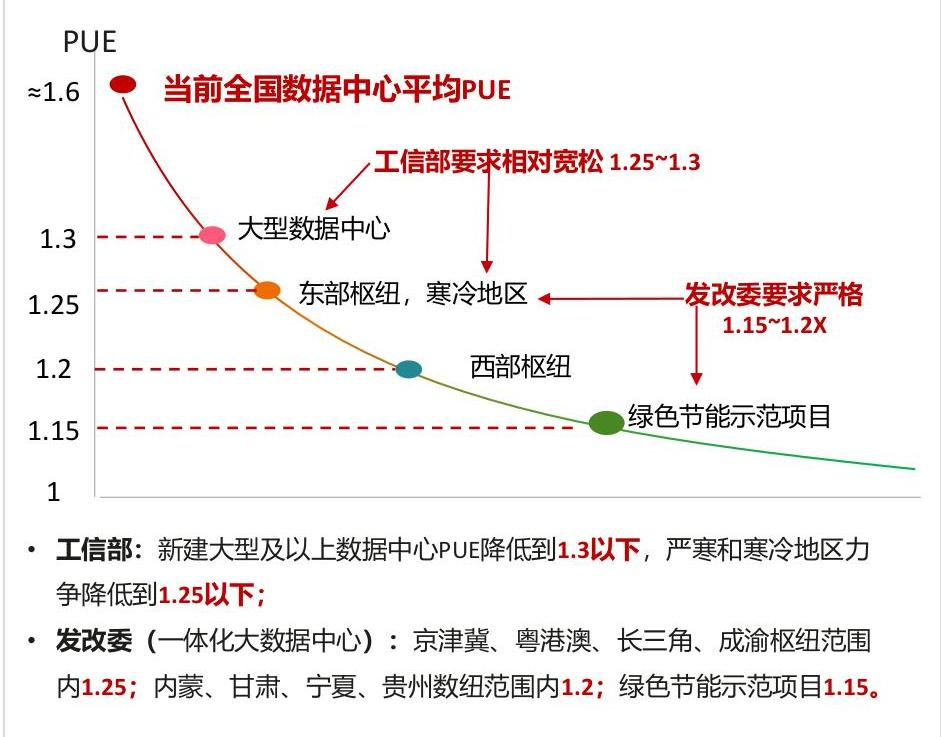 PUE
≈1.6
当前全国数据中心平均PUE
工信部要求相对宽松 1.25~1.3
1.3
大型数据中心
1.25
东部枢纽，寒冷地区
发改委要求严格
1.15~1.2X
1.2
西部枢纽
1.15
绿色节能示范项目
1
• 工信部：新建大型及以上数据中心PUE降低到1.3以下，严寒和寒冷地区力
争降低到1.25以下；
• 发改委（一体化大数据中心）：京津冀、粤港澳、长三角、成渝枢纽范围
内1.25；内蒙、甘肃、宁夏、贵州数纽范围内1.2；绿色节能示范项目1.15。